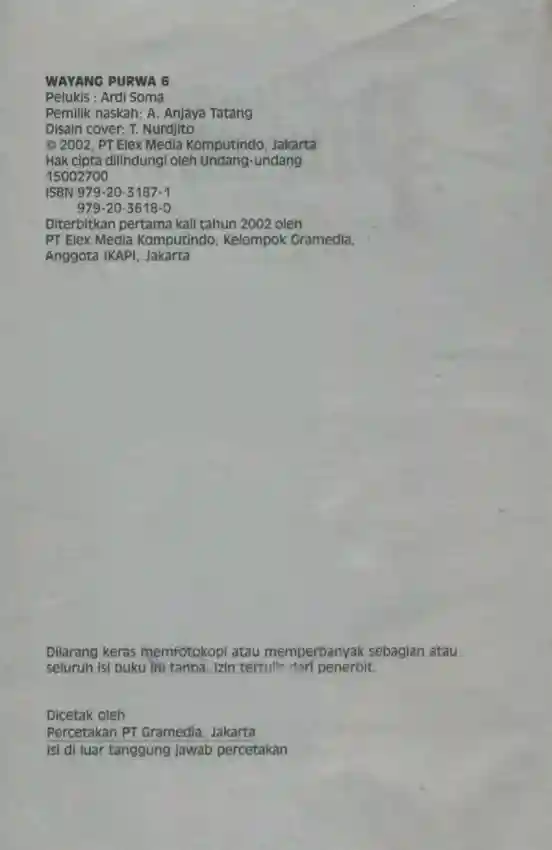 WAYANG PURWA 6
Pelukis : Ardi Soma
Pemilik naskah: A. Anjaya Tatang
Disain cover: T. Nurdjito
© 2002, PT Elex Media Komputindo, Jakarta
Hak cipta dilindungi oleh Undang-undang
15002700
ISBN 979-20-3187-1
979-20-3618-0
Diterbitkan pertama kali tahun 2002 oleh
PT Elex Media Komputindo, Kelompok Gramedia,
Anggota IKAPI, Jakarta
Dilarang keras memfotokopi atau memperbanyak sebagian atau
seluruh isi buku ini tanpa izin tertulis dari penerbit.
Dicetak oleh
Percetakan PT Gramedia, Jakarta
Isi di luar tanggung jawab percetakan